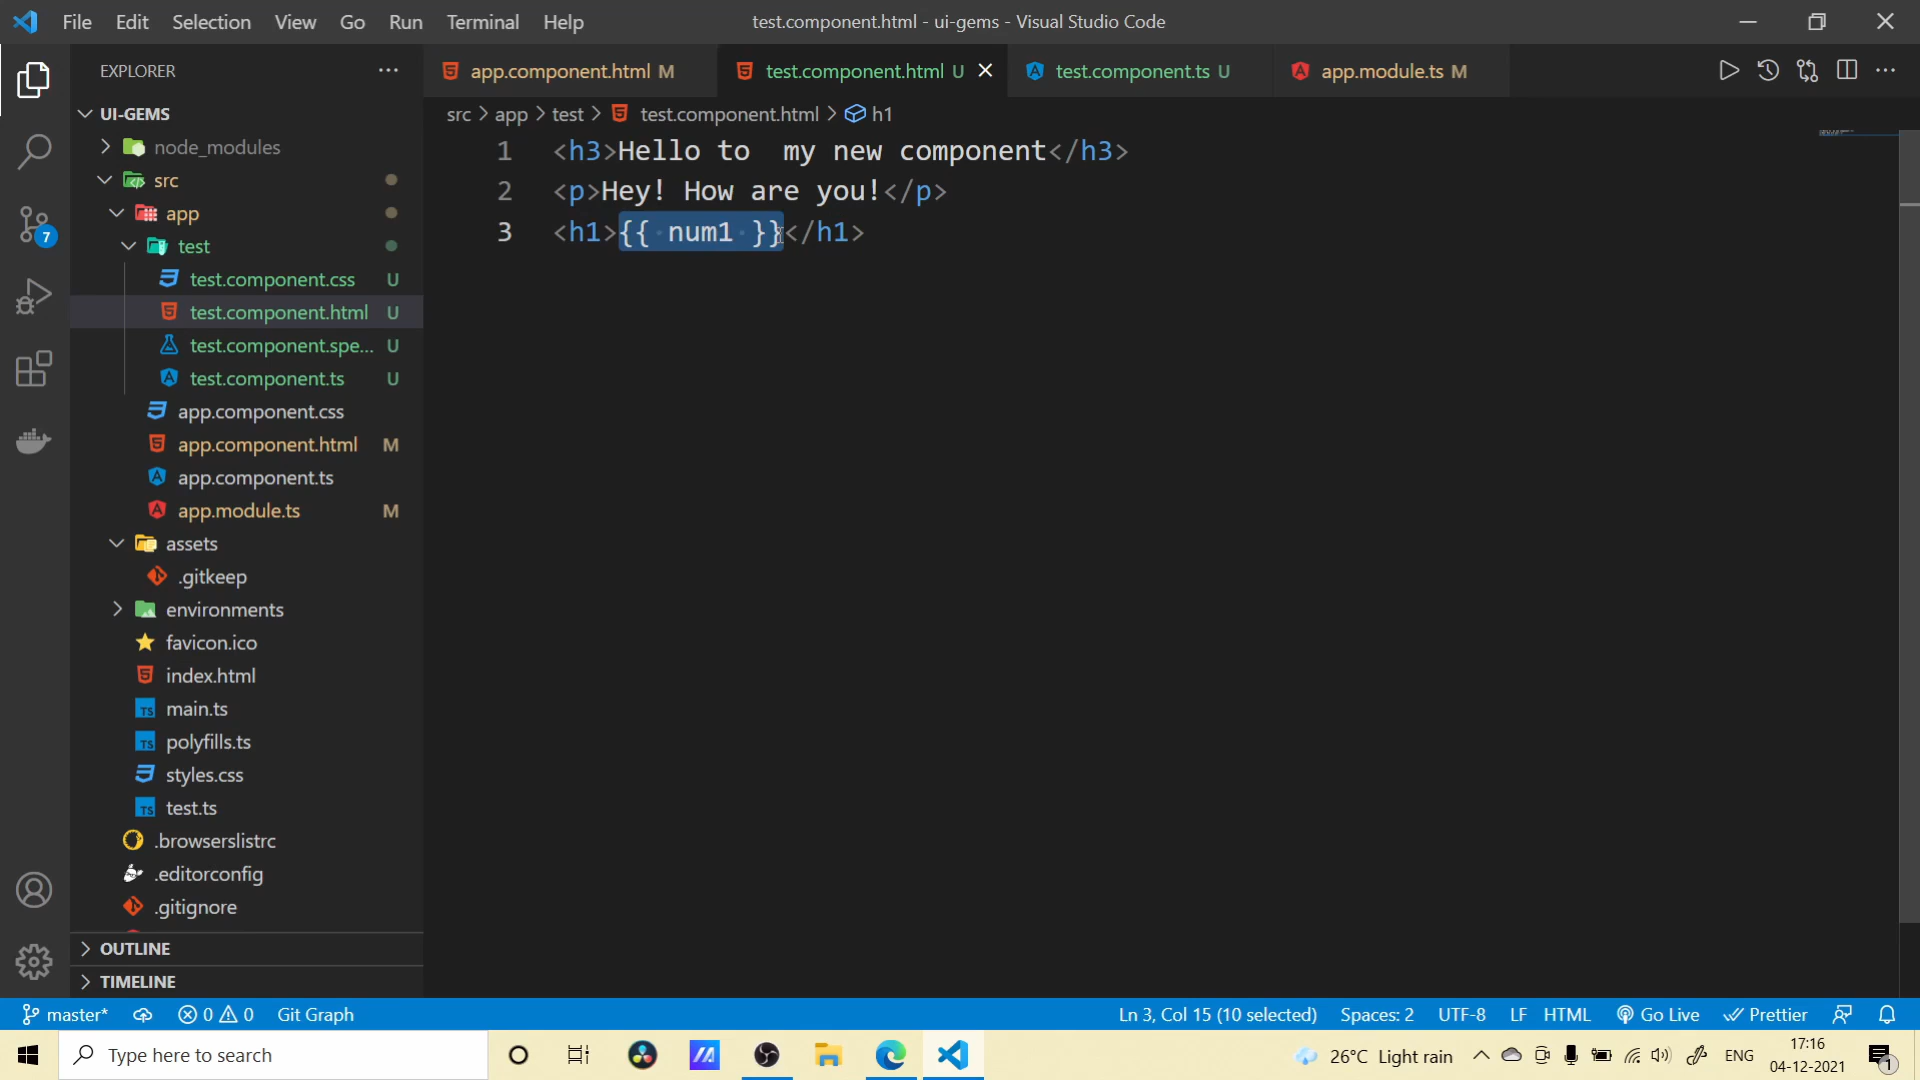 File Edit Selection View Go Run Terminal Help
test.component.html - ui-gems - Visual Studio Code
EXPLORER
UI-GEMS
node_modules
src
app
test
test.component.css U
test.component.html U
test.component.spe... U
test.component.ts U
app.component.css
app.component.html M
app.component.ts
app.module.ts M
assets
.gitkeep
environments
favicon.ico
index.html
main.ts
polyfills.ts
styles.css
test.ts
.browserslistrc
.editorconfig
.gitignore
OUTLINE
TIMELINE
7
app.component.html M
test.component.html U
test.component.ts U
app.module.ts M
src > app > test > test.component.html > h1
1 <h3>Hello to  my new component</h3>
2 <p>Hey! How are you!</p>
3 <h1>{{ num1 }}</h1>
master* 0 0 Git Graph
Ln 3, Col 15 (10 selected) Spaces: 2 UTF-8 LF HTML Go Live Prettier
Type here to search
26°C Light rain
ENG
17:16
04-12-2021
1